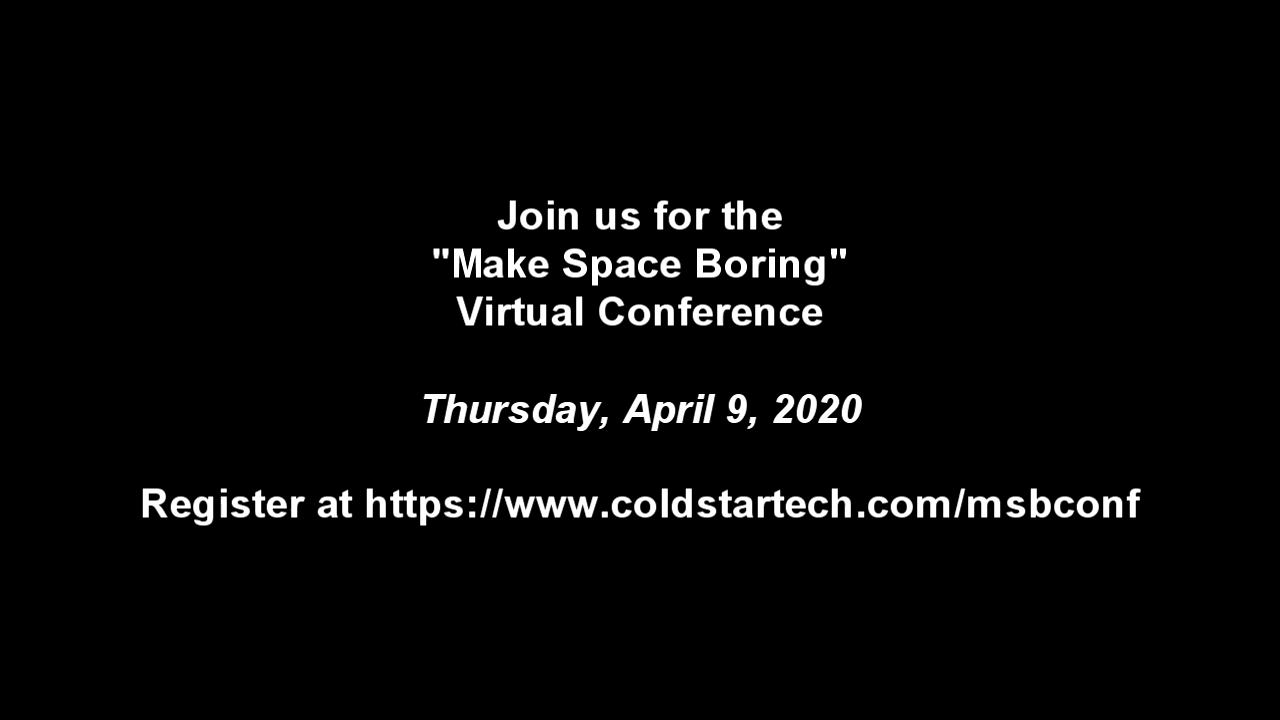 Join us for the
"Make Space Boring"
Virtual Conference
Thursday, April 9, 2020
Register at https://www.coldstartech.com/msbconf